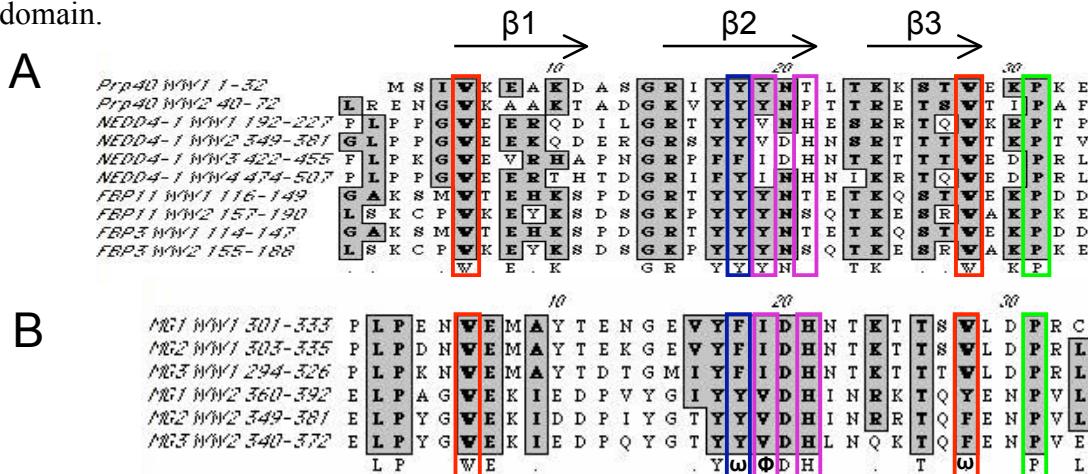 domain.
β1 β2 β3
A
10 20 30
Prp40 WW1 1-32 M S I W K E A K D A S G R I Y Y Y N T L T K K S T W E K P K E
Prp40 WW2 40-72 L R E N G W K A A K T A D G K V Y Y Y N P T T R E T S W T I P A E
NEDD4-1 WW1 192-227 P L P P G W E E R Q D I L G R T Y Y V N H E S R R T Q W K R P T P
NEDD4-1 WW2 349-381 G L P P G W E E K Q D E R G R S Y Y V D H N S R T T T W T K P T V
NEDD4-1 WW3 422-455 F L P K G W E V R H A P N G R P F F I D H N T K T T T W E D P R L
NEDD4-1 WW4 474-507 P L P P G W E E R T H T D G R I F Y I N H N T K R T Q W E D P R L
FBP11 WW1 116-149 G A K S M W T E H K S P D G R T Y Y Y N T E T K Q S T W E K P D D
FBP11 WW2 157-190 L S K C P W K E Y K S D S G K P Y Y Y N S Q T K E S R W A K P K E
FBP3 WW1 114-147 G A K S M W T E H K S P D G R T Y Y Y N T E T K Q S T W E K P D D
FBP3 WW2 155-188 L S K C P W K E Y K S D S G K P Y Y Y N S Q T K E S R W A K P K E
. . . W E . K G R Y Y Y N T K . W K P .
B
10 20 30
MG1 WW1 301-333 P L P E N W E M A Y T E N G E V Y F I D H N T K T T S W L D P R C
MG2 WW1 303-335 P L P D N W E M A Y T E K G E V Y F I D H N T K T T S W L D P R L
MG3 WW1 294-326 P L P K N W E M A Y T D T G M I Y F I D H N T K T T T W L D P R L
MG1 WW2 360-392 E L P A G W E K I E D P V Y G I Y Y V D H I N R K T Q Y E N P V L
MG2 WW2 349-381 E L P Y G W E K I D D P I Y G T Y Y V D H I N R R T Q F E N P V L
MG3 WW2 340-372 E L P Y G W E K I E D P Q Y G T Y Y V D H L N Q K T Q F E N P V E
L P W E . . Y ω Φ D H . T ω P L